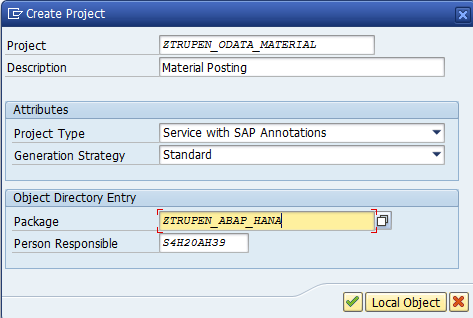 Create Project
Project ZTRUPEN_ODATA_MATERIAL
Description Material Posting
Attributes
Project Type Service with SAP Annotations
Generation Strategy Standard
Object Directory Entry
Package ZTRUPEN_ABAP_HANA
Person Responsible S4H20AH39
Local Object